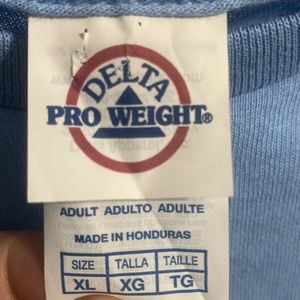 DELTA
PRO WEIGHT®
ADULT ADULTO ADULTE
MADE IN HONDURAS
SIZE TALLA TAILLE
XL XG TG